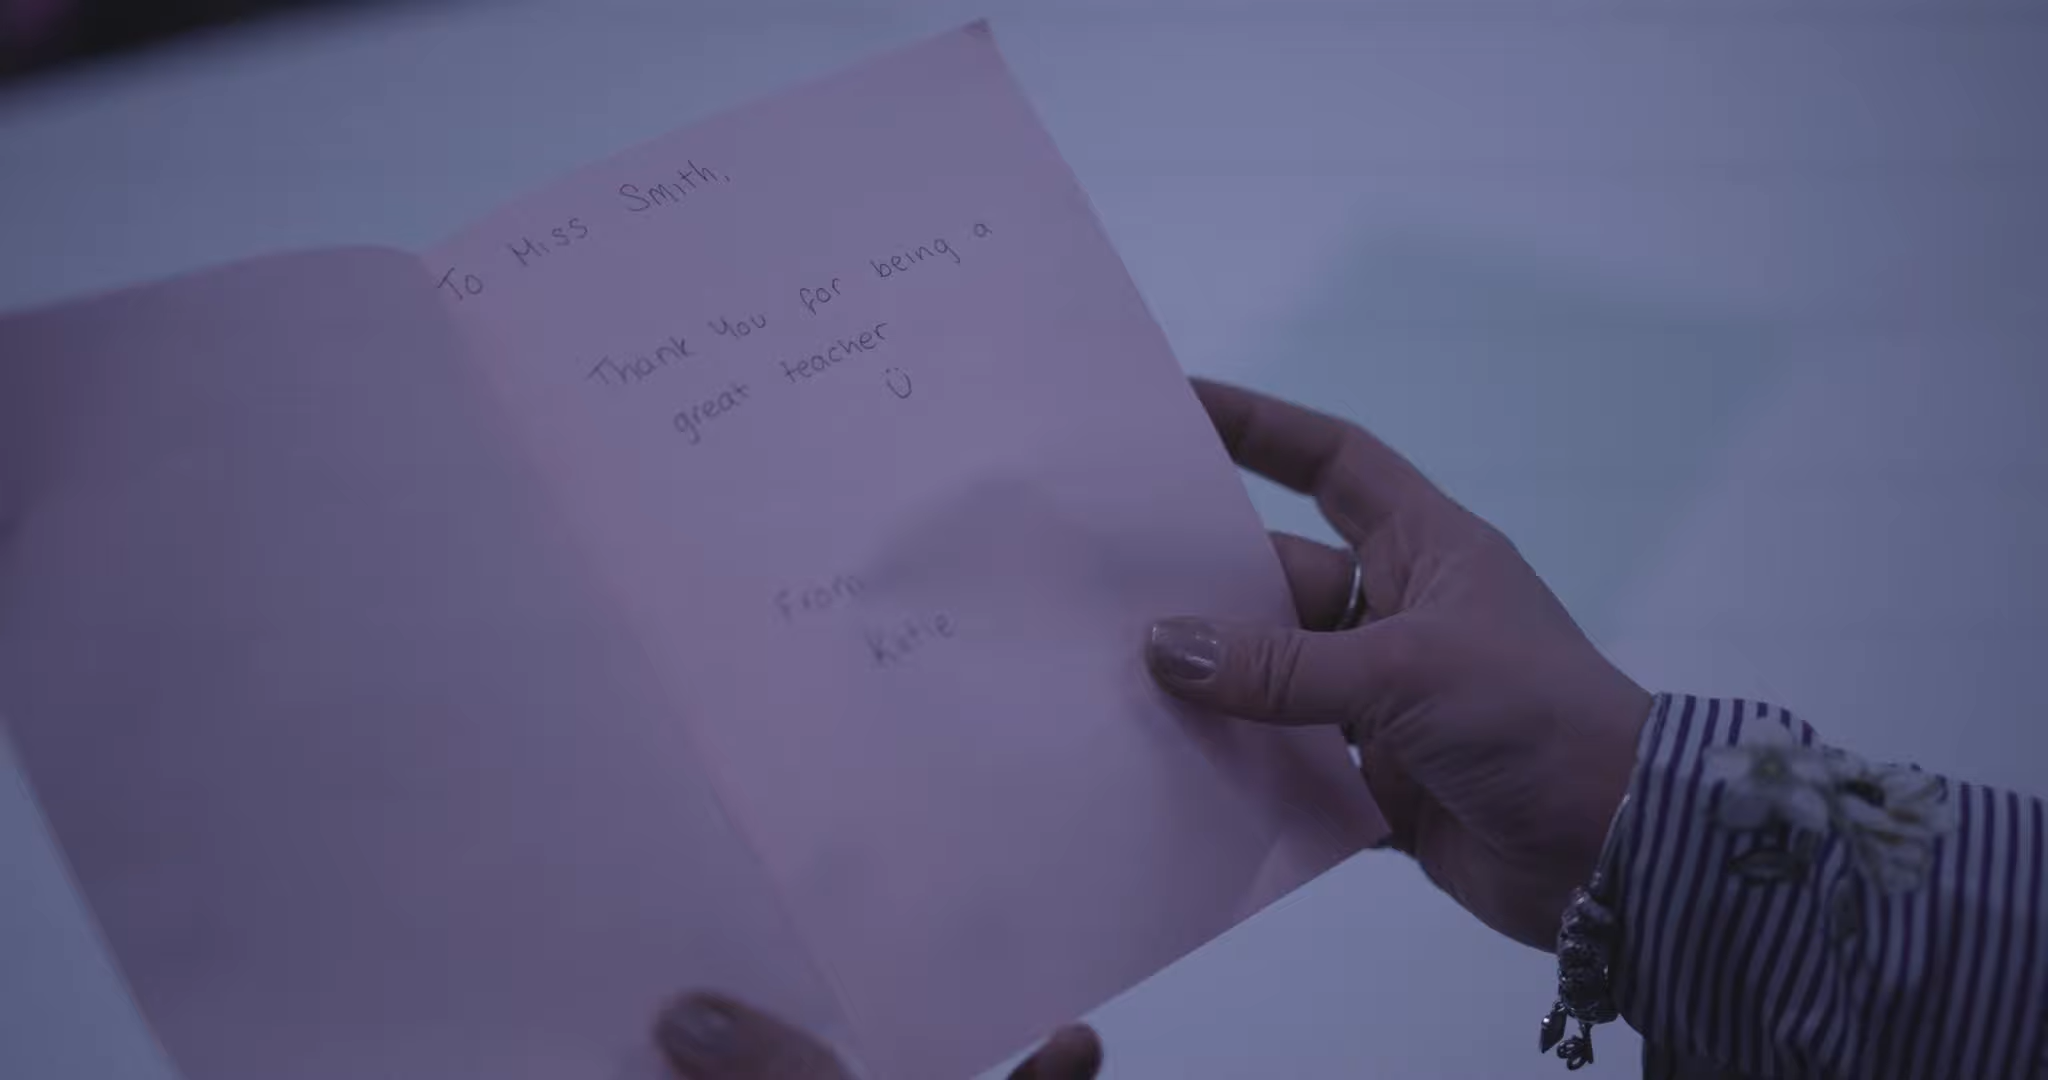 To Miss Smith,
Thank you for being a
great teacher
From
Katie